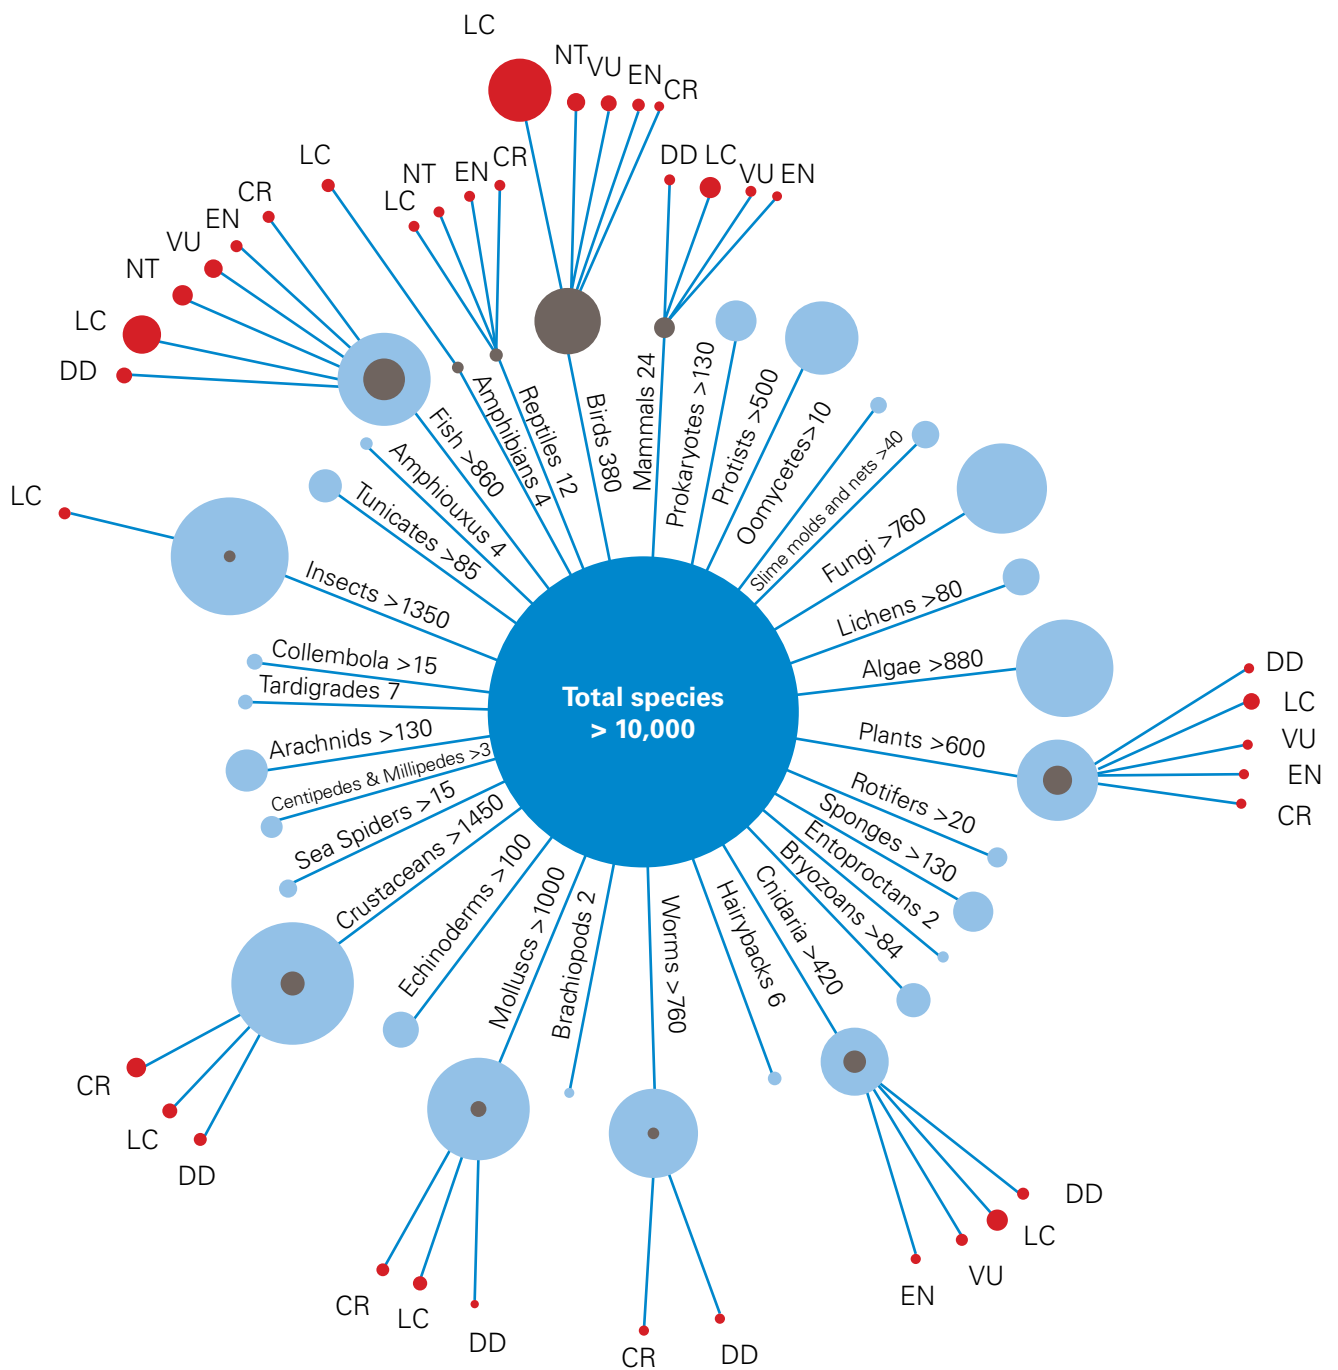 LC
NT
VU
EN
CR
LC
NT
EN
CR
LC
DD
LC
VU
EN
CR
EN
VU
NT
LC
DD
LC
Total species
> 10,000
Mammals 24
Prokaryotes >130
Protists >500
Oomycetes>10
Slime molds and nets >40
Fungi >760
Lichens >80
Algae >880
Plants >600
DD
LC
VU
EN
CR
Rotifers >20
Sponges >130
Entoproctans 2
Bryozoans >84
Cnidaria >420
DD
LC
VU
EN
Hairybacks 6
Worms >760
DD
CR
Brachiopods 2
Molluscs >1000
DD
LC
CR
Echinoderms >100
Crustaceans >1450
DD
LC
CR
Sea Spiders >15
Centipedes & Millipedes >3
Arachnids >130
Tardigrades 7
Collembola >15
Insects >1350
Tunicates >85
Amphiouxus 4
Fish >860
Amphibians 4
Reptiles 12
Birds 380